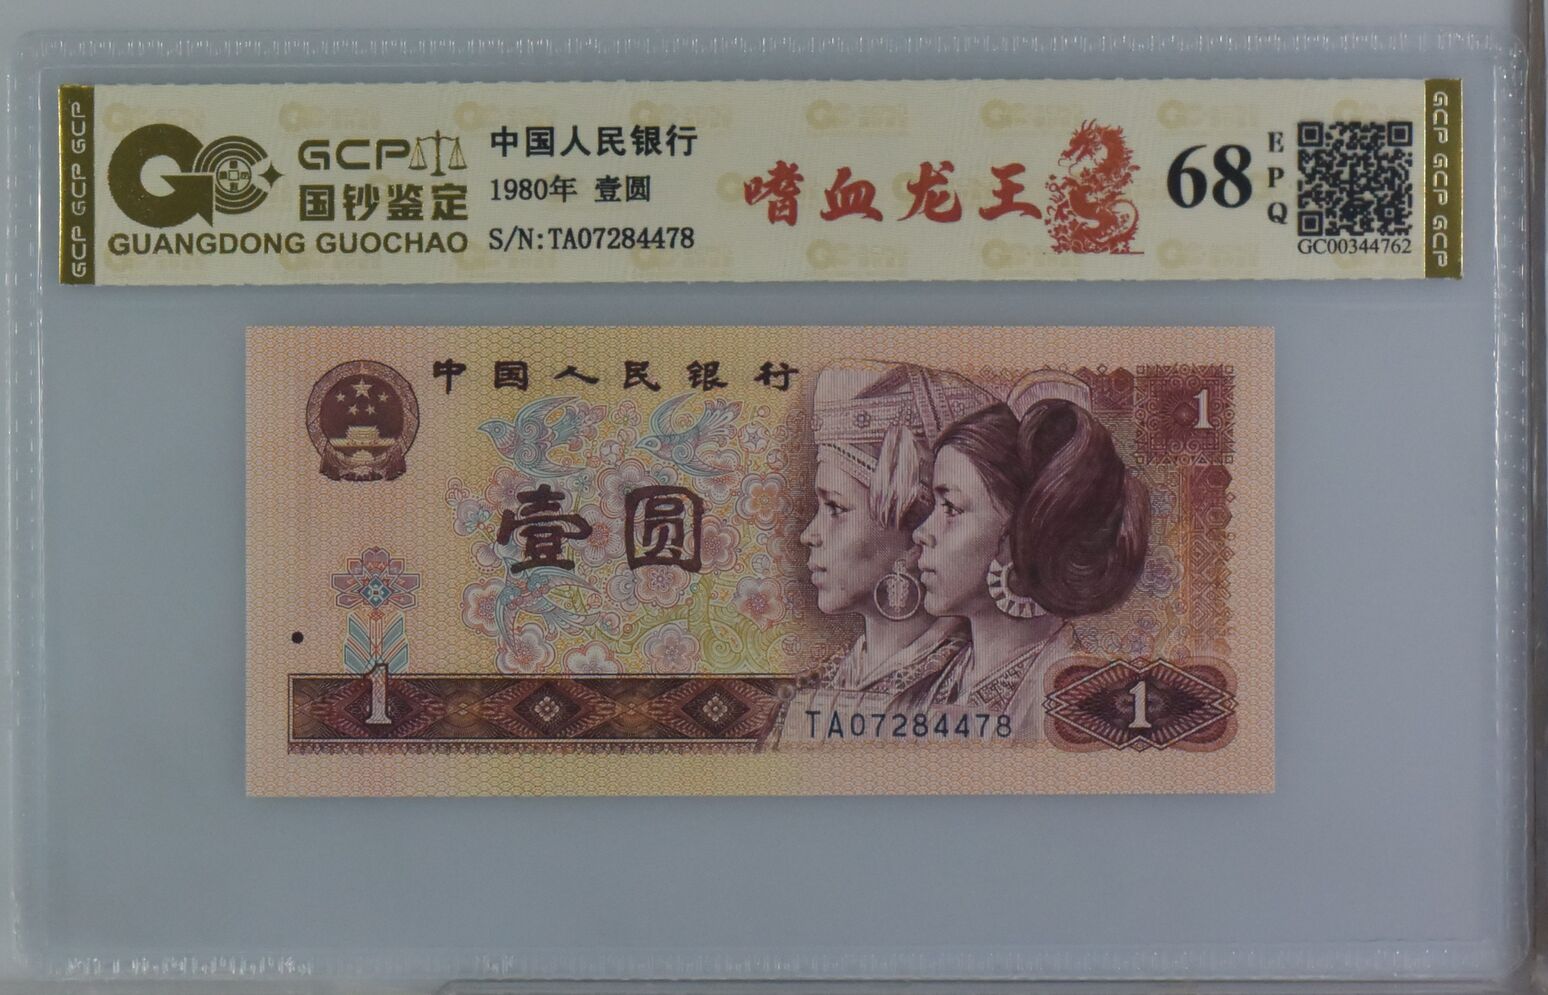 GCP GCP GCP
GCP
国钞鉴定
GUANGDONG GUOCHAO
中国人民银行
1980年 壹圆
S/N:TA07284478
嗜血龙王
68
EPQ
GC00344762
GCP GCP GCP
中国人民银行
1
壹圆
1
TA07284478
1